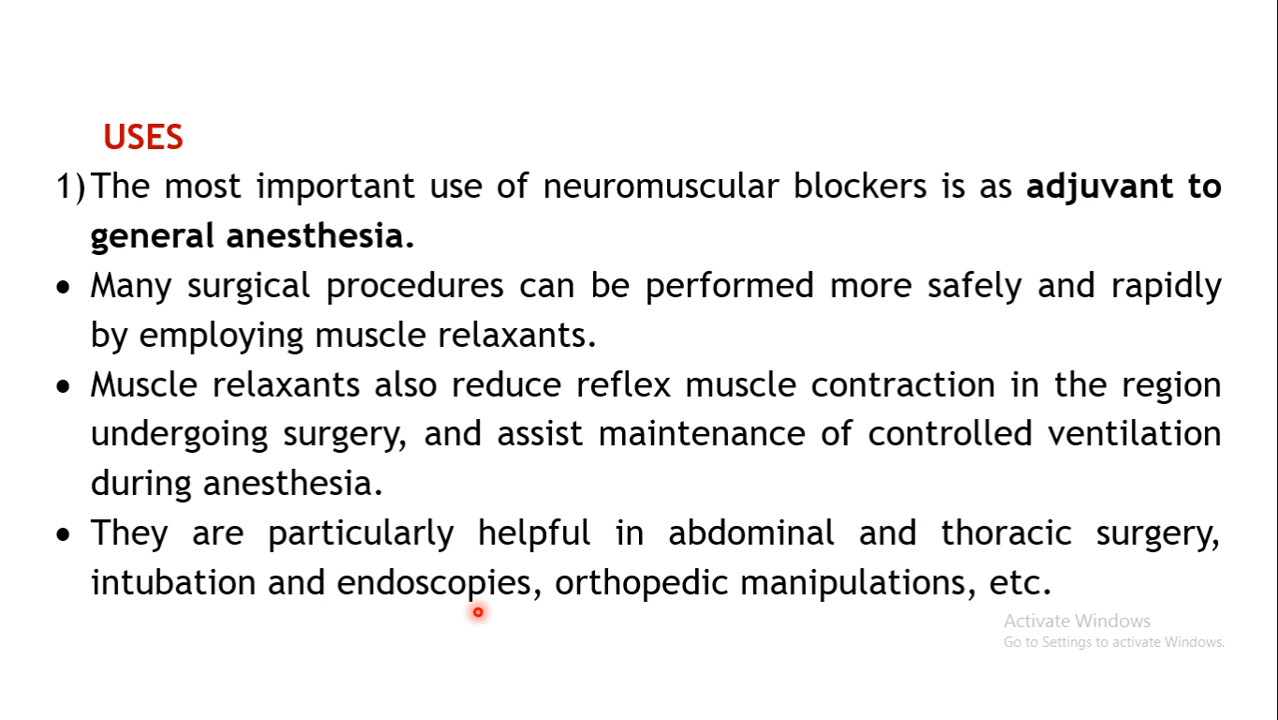 USES
1) The most important use of neuromuscular blockers is as adjuvant to
general anesthesia.
• Many surgical procedures can be performed more safely and rapidly
by employing muscle relaxants.
• Muscle relaxants also reduce reflex muscle contraction in the region
undergoing surgery, and assist maintenance of controlled ventilation
during anesthesia.
• They are particularly helpful in abdominal and thoracic surgery,
intubation and endoscopies, orthopedic manipulations, etc.
Activate Windows
Go to Settings to activate Windows.